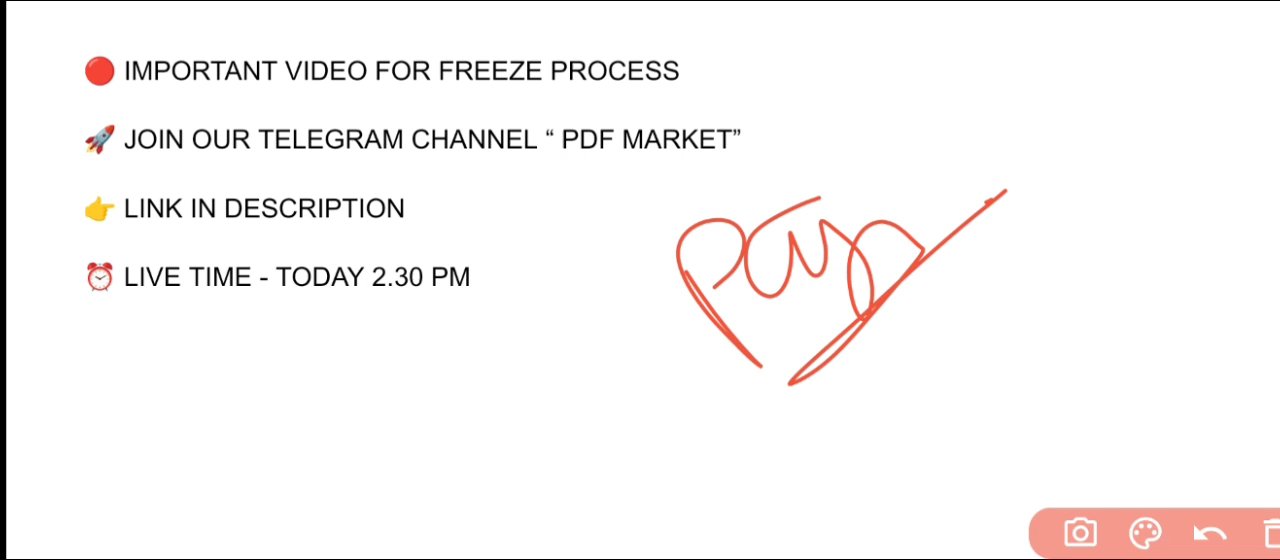 🔴 IMPORTANT VIDEO FOR FREEZE PROCESS
🚀 JOIN OUR TELEGRAM CHANNEL “ PDF MARKET”
👉 LINK IN DESCRIPTION
⏰ LIVE TIME - TODAY 2.30 PM